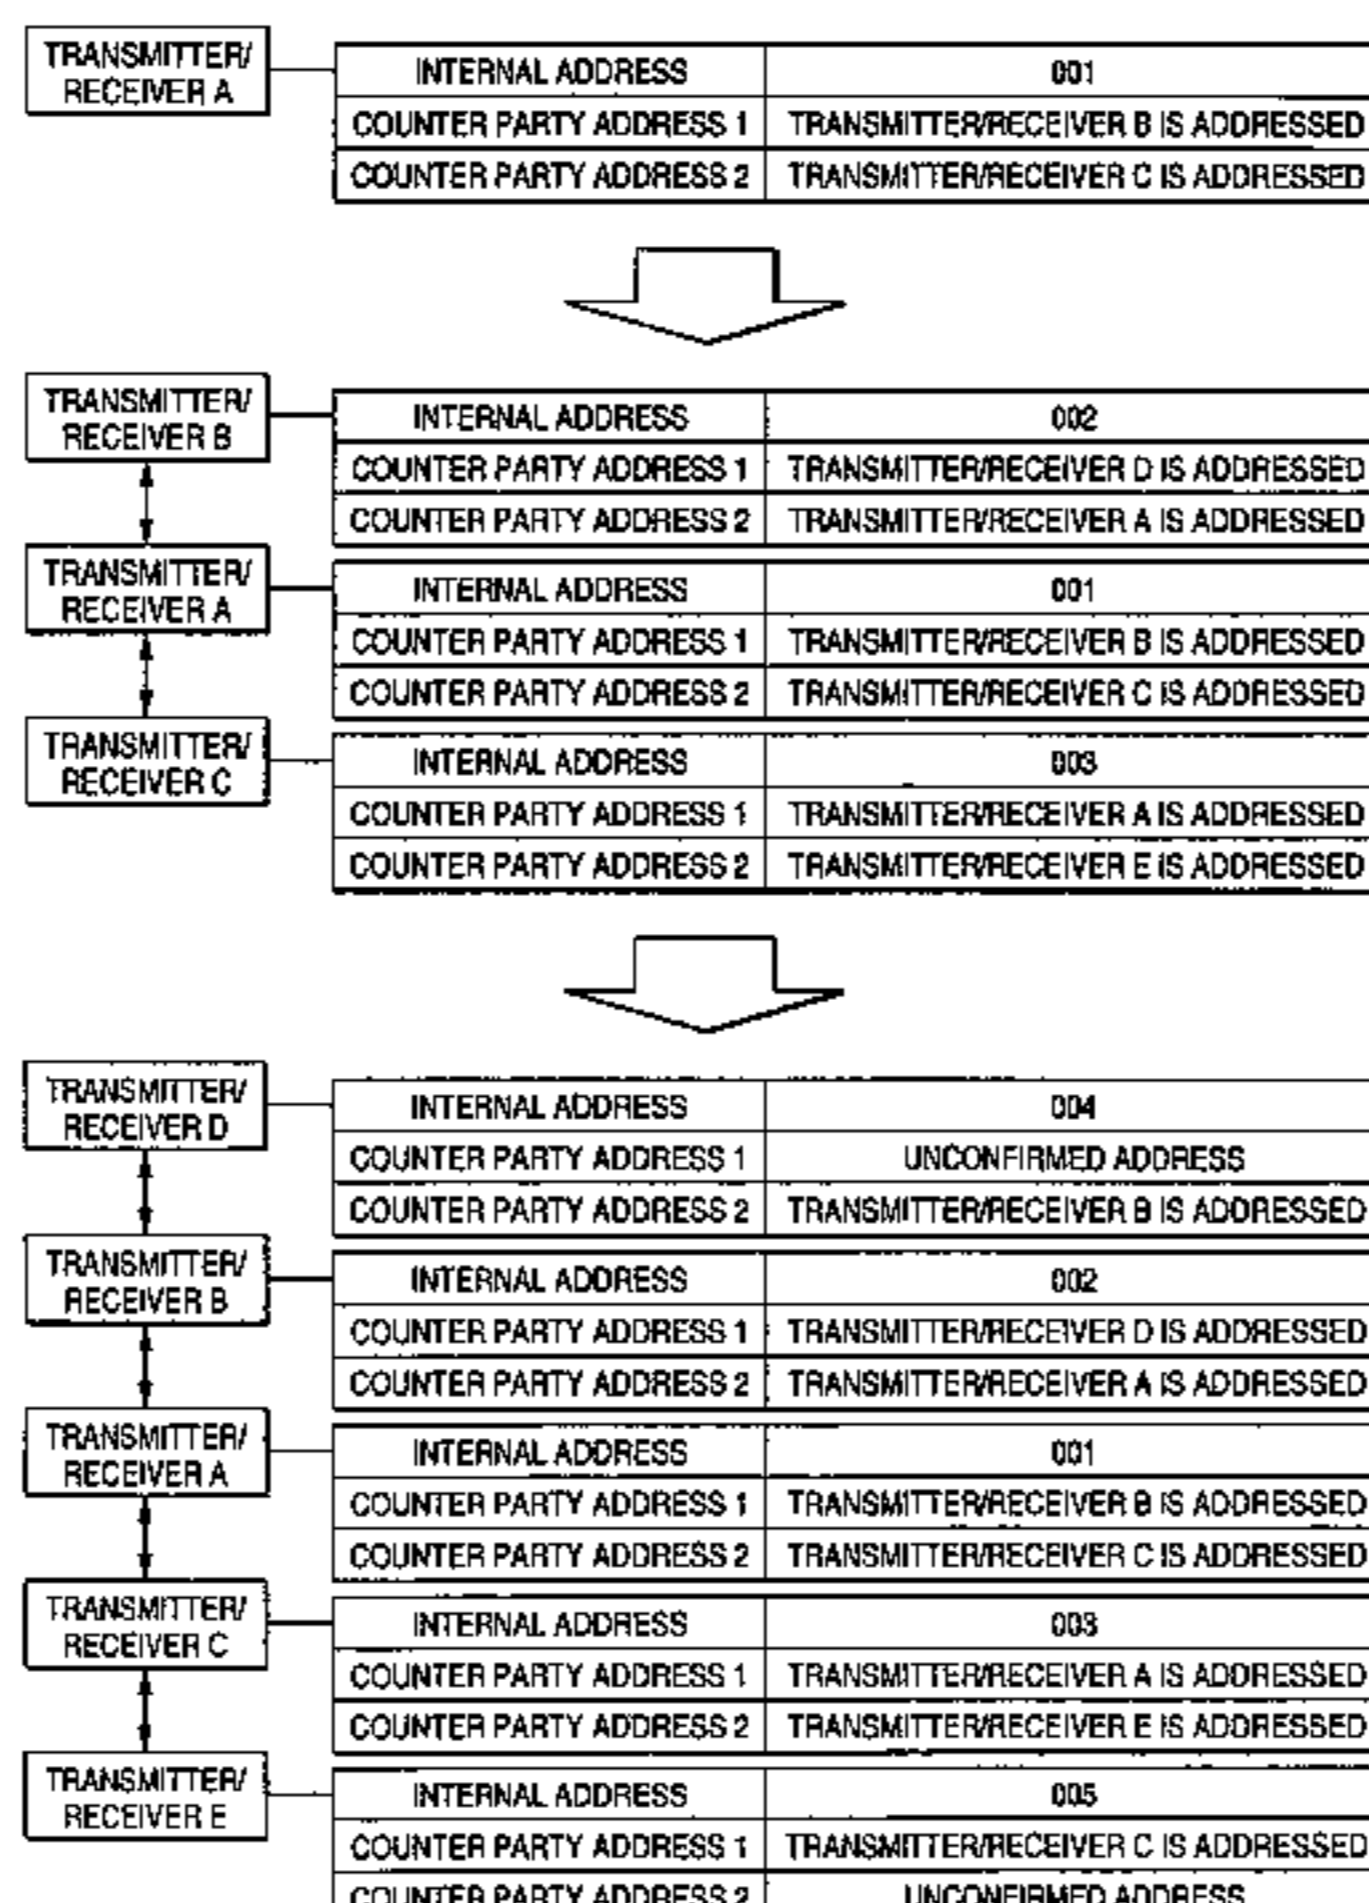 TRANSMITTER/
RECEIVER A
INTERNAL ADDRESS 001
COUNTER PARTY ADDRESS 1 TRANSMITTER/RECEIVER B IS ADDRESSED
COUNTER PARTY ADDRESS 2 TRANSMITTER/RECEIVER C IS ADDRESSED
TRANSMITTER/
RECEIVER B
INTERNAL ADDRESS 002
COUNTER PARTY ADDRESS 1 TRANSMITTER/RECEIVER D IS ADDRESSED
COUNTER PARTY ADDRESS 2 TRANSMITTER/RECEIVER A IS ADDRESSED
TRANSMITTER/
RECEIVER A
INTERNAL ADDRESS 001
COUNTER PARTY ADDRESS 1 TRANSMITTER/RECEIVER B IS ADDRESSED
COUNTER PARTY ADDRESS 2 TRANSMITTER/RECEIVER C IS ADDRESSED
TRANSMITTER/
RECEIVER C
INTERNAL ADDRESS 003
COUNTER PARTY ADDRESS 1 TRANSMITTER/RECEIVER A IS ADDRESSED
COUNTER PARTY ADDRESS 2 TRANSMITTER/RECEIVER E IS ADDRESSED
TRANSMITTER/
RECEIVER D
INTERNAL ADDRESS 004
COUNTER PARTY ADDRESS 1 UNCONFIRMED ADDRESS
COUNTER PARTY ADDRESS 2 TRANSMITTER/RECEIVER B IS ADDRESSED
TRANSMITTER/
RECEIVER B
INTERNAL ADDRESS 002
COUNTER PARTY ADDRESS 1 TRANSMITTER/RECEIVER D IS ADDRESSED
COUNTER PARTY ADDRESS 2 TRANSMITTER/RECEIVER A IS ADDRESSED
TRANSMITTER/
RECEIVER A
INTERNAL ADDRESS 001
COUNTER PARTY ADDRESS 1 TRANSMITTER/RECEIVER B IS ADDRESSED
COUNTER PARTY ADDRESS 2 TRANSMITTER/RECEIVER C IS ADDRESSED
TRANSMITTER/
RECEIVER C
INTERNAL ADDRESS 003
COUNTER PARTY ADDRESS 1 TRANSMITTER/RECEIVER A IS ADDRESSED
COUNTER PARTY ADDRESS 2 TRANSMITTER/RECEIVER E IS ADDRESSED
TRANSMITTER/
RECEIVER E
INTERNAL ADDRESS 005
COUNTER PARTY ADDRESS 1 TRANSMITTER/RECEIVER C IS ADDRESSED
COUNTER PARTY ADDRESS 2 UNCONFIRMED ADDRESS